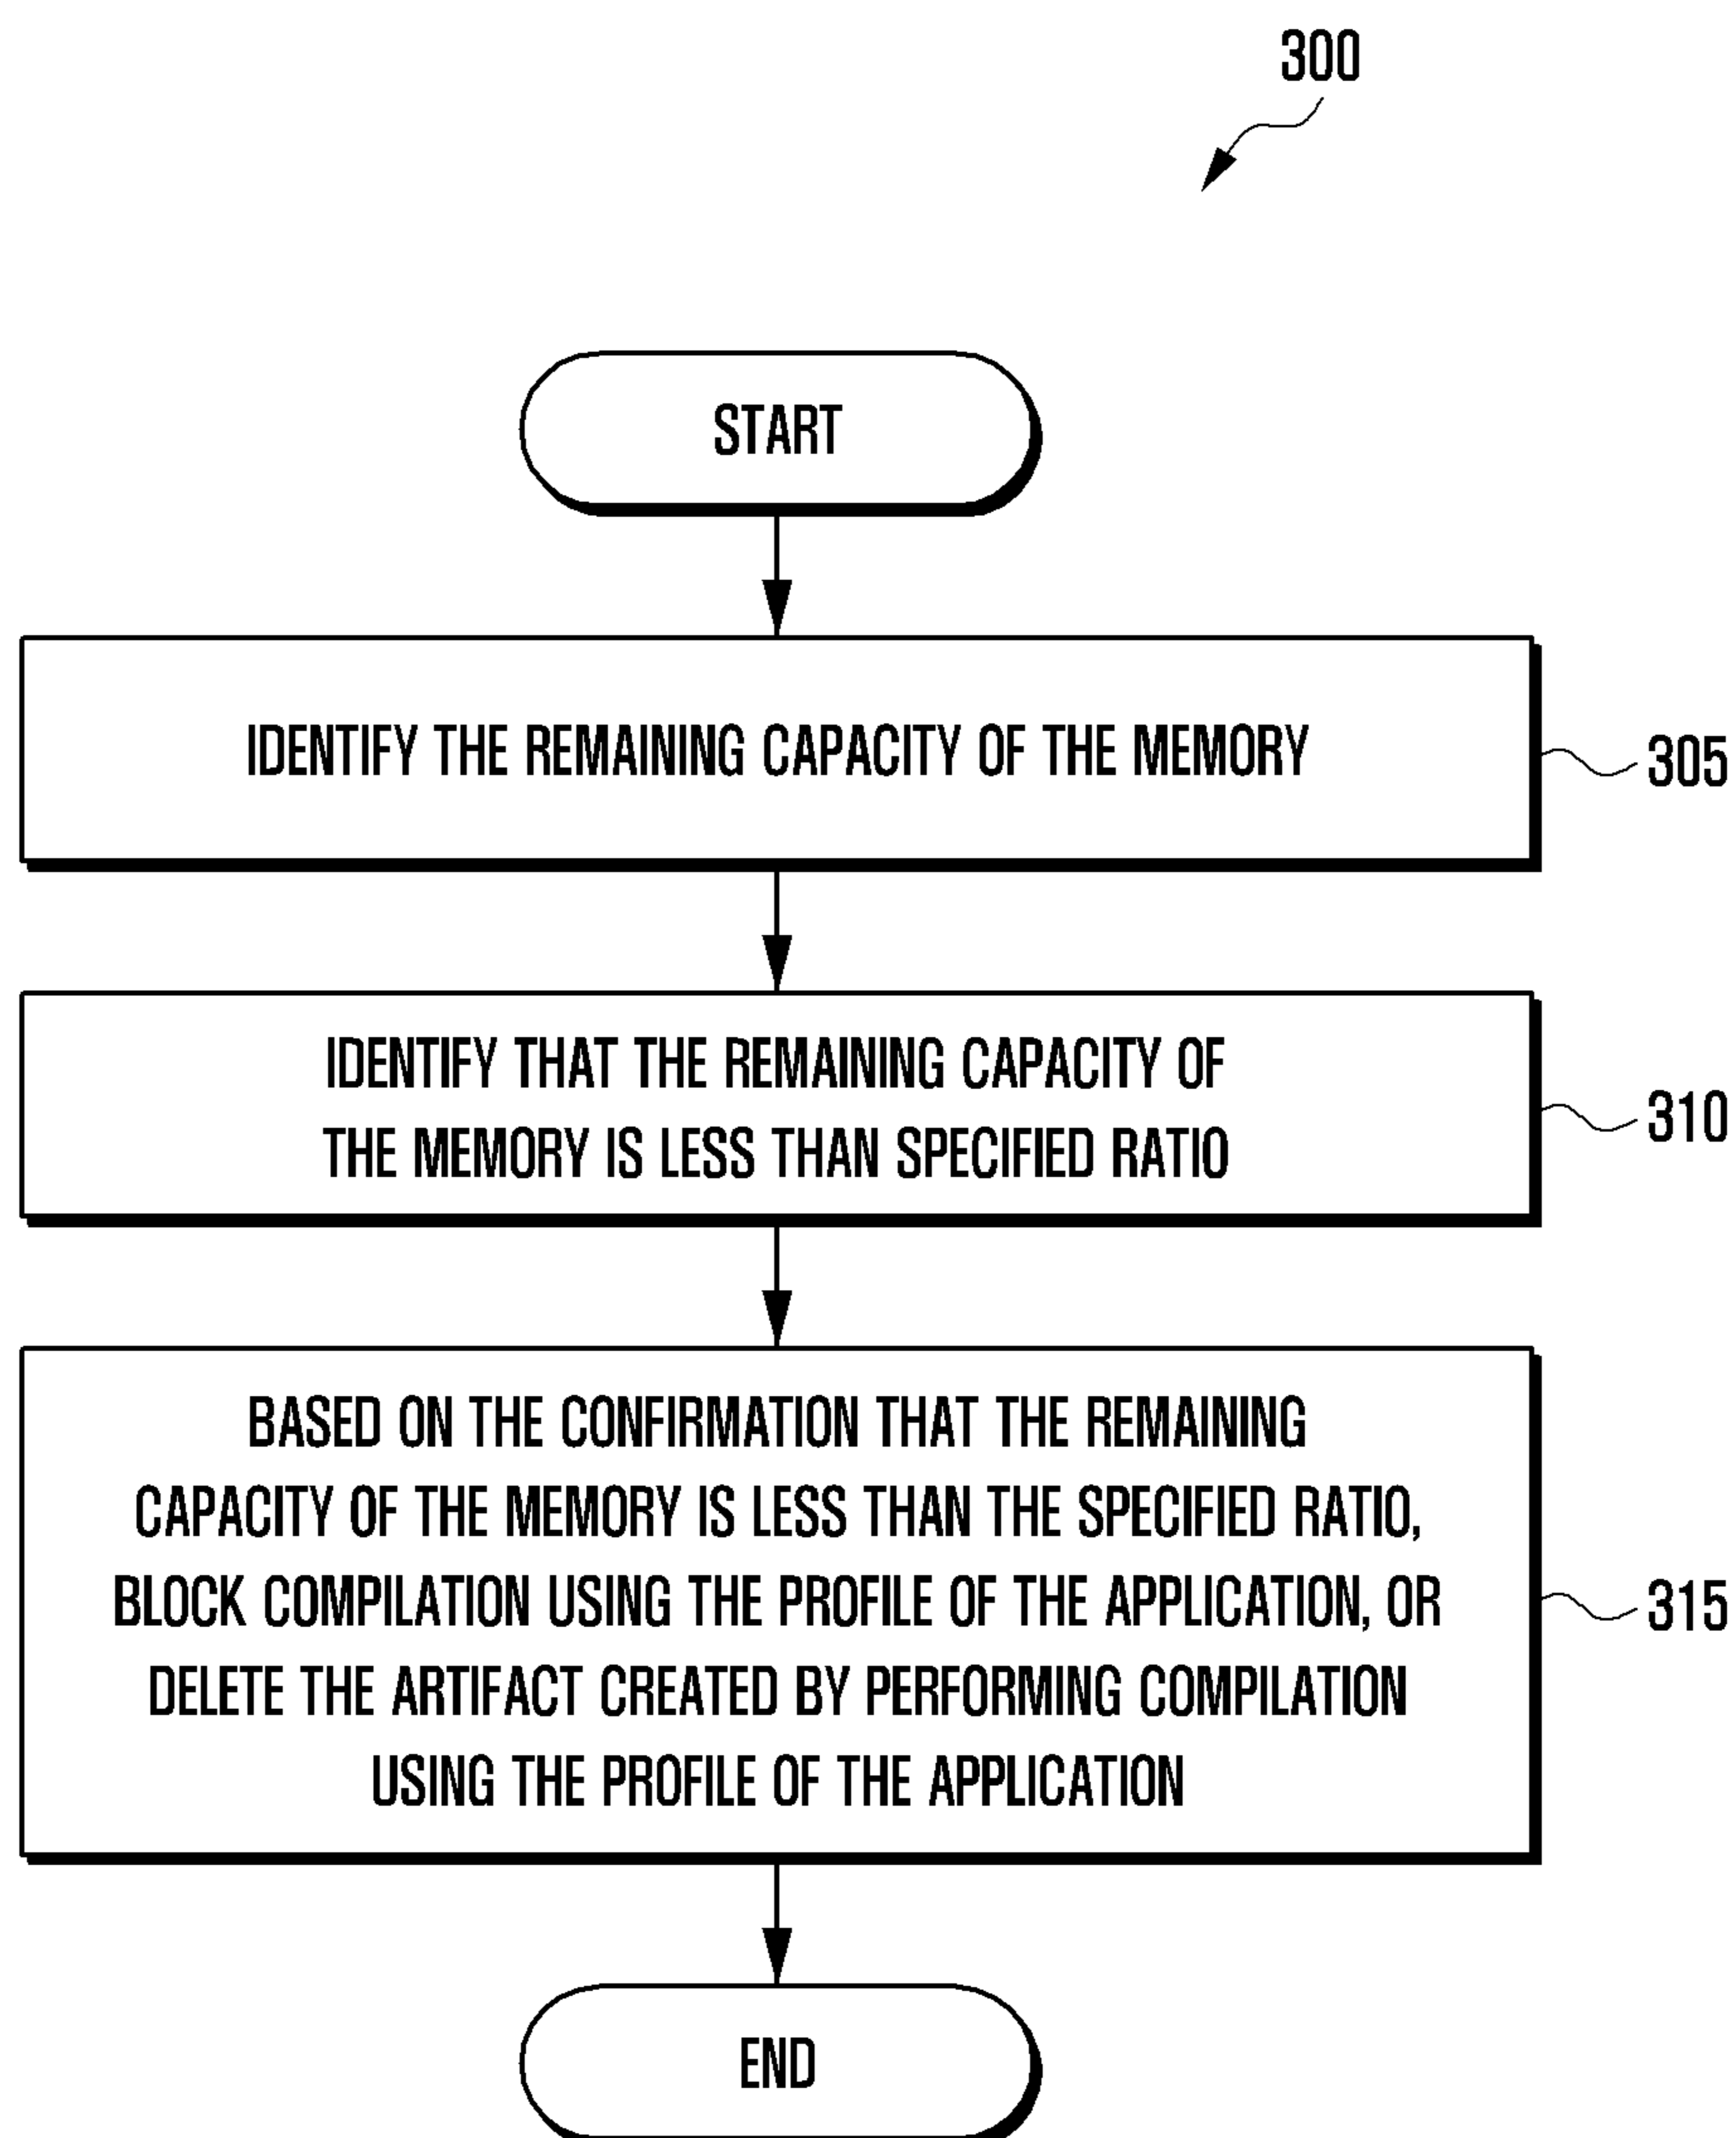 300
START
IDENTIFY THE REMAINING CAPACITY OF THE MEMORY
305
IDENTIFY THAT THE REMAINING CAPACITY OF
THE MEMORY IS LESS THAN SPECIFIED RATIO
310
BASED ON THE CONFIRMATION THAT THE REMAINING
CAPACITY OF THE MEMORY IS LESS THAN THE SPECIFIED RATIO,
BLOCK COMPILATION USING THE PROFILE OF THE APPLICATION, OR
DELETE THE ARTIFACT CREATED BY PERFORMING COMPILATION
USING THE PROFILE OF THE APPLICATION
315
END